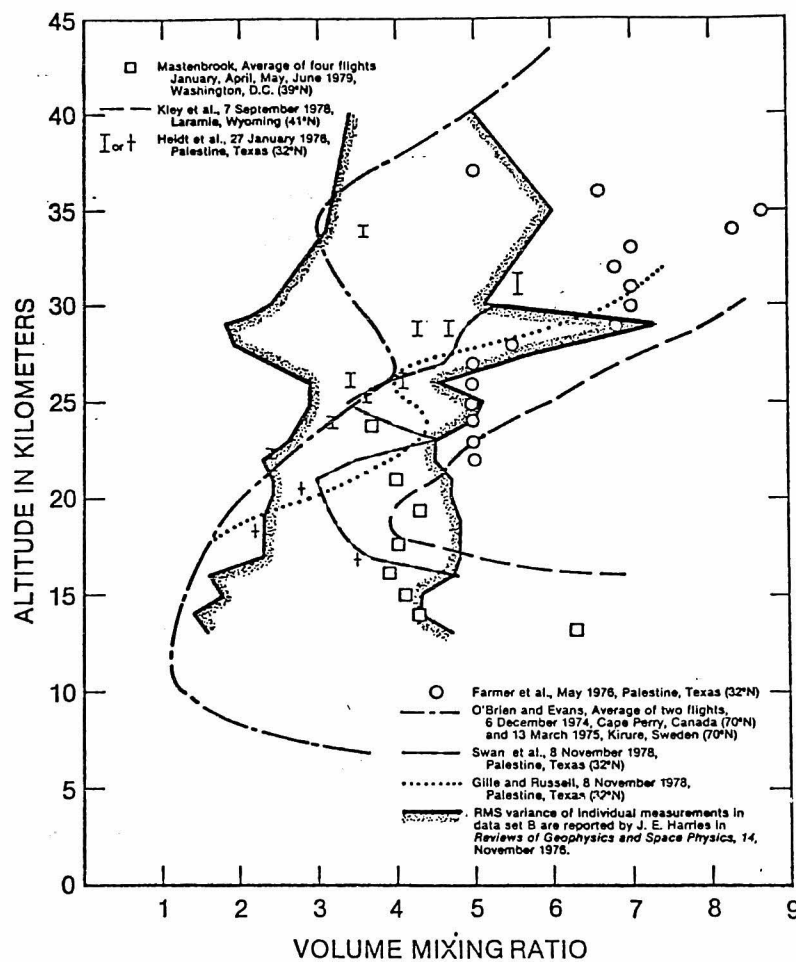 45
40
35
30
25
20
15
10
5
0
ALTITUDE IN KILOMETERS
Mastenbrook, Average of four flights
January, April, May, June 1979,
Washington, D.C. (39°N)
Kley et al., 7 September 1978,
Laramie, Wyoming (41°N)
I or † Heidt et al., 27 January 1976,
Palestine, Texas (32°N)
Farmer et al., May 1976, Palestine, Texas (32°N)
O'Brien and Evans, Average of two flights,
6 December 1974, Cape Perry, Canada (70°N)
and 13 March 1975, Kirure, Sweden (70°N)
Swan et al., 8 November 1978,
Palestine, Texas (32°N)
Gille and Russell, 8 November 1978,
Palestine, Texas (32°N)
RMS variance of individual measurements in
data set B are reported by J. E. Harries in
Reviews of Geophysics and Space Physics, 14,
November 1976.
1 2 3 4 5 6 7 8 9
VOLUME MIXING RATIO